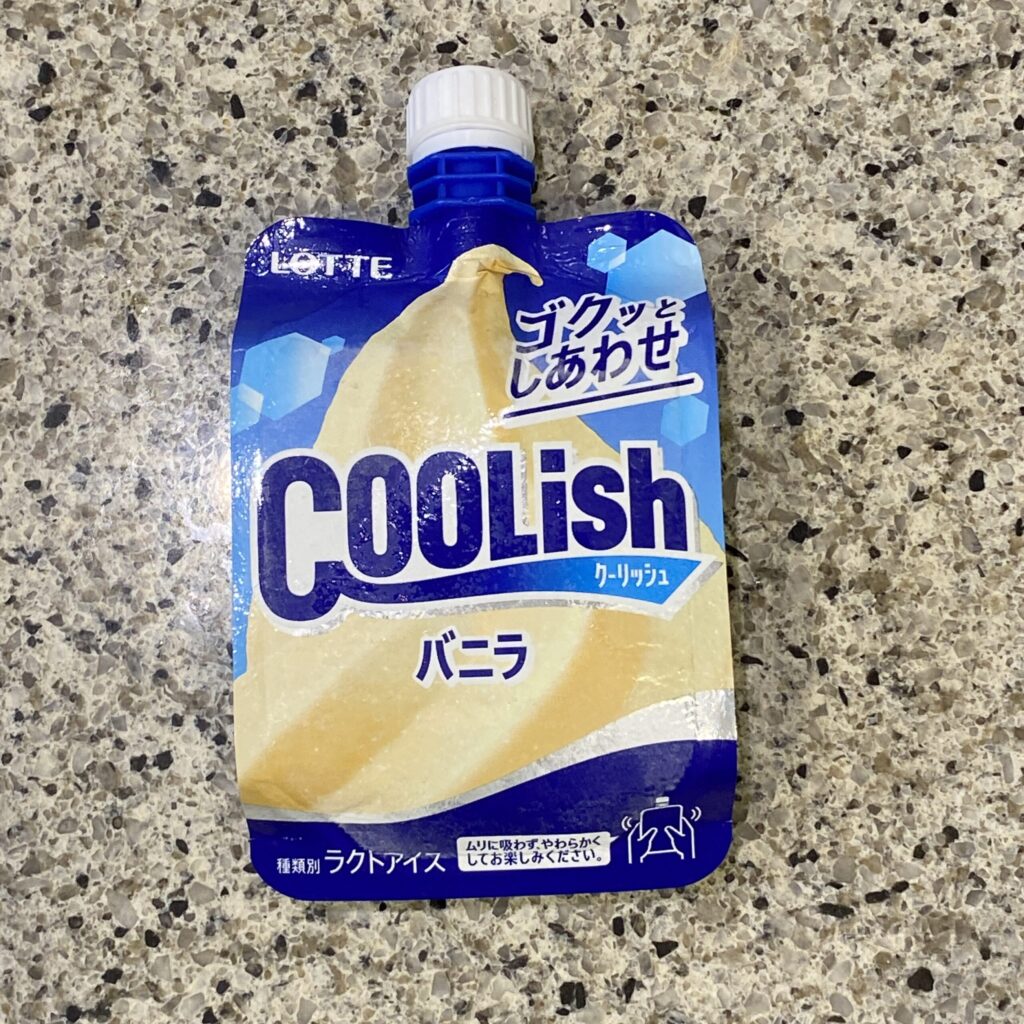 LOTTE
ゴクッと
しあわせ
COOLish
クーリッシュ
バニラ
種類別 ラクトアイス
ムリに吸わず、やわらかく
してお楽しみください。